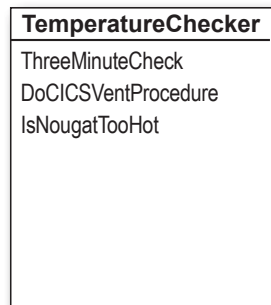 TemperatureChecker
ThreeMinuteCheck
DoCICSVentProcedure
IsNougatTooHot